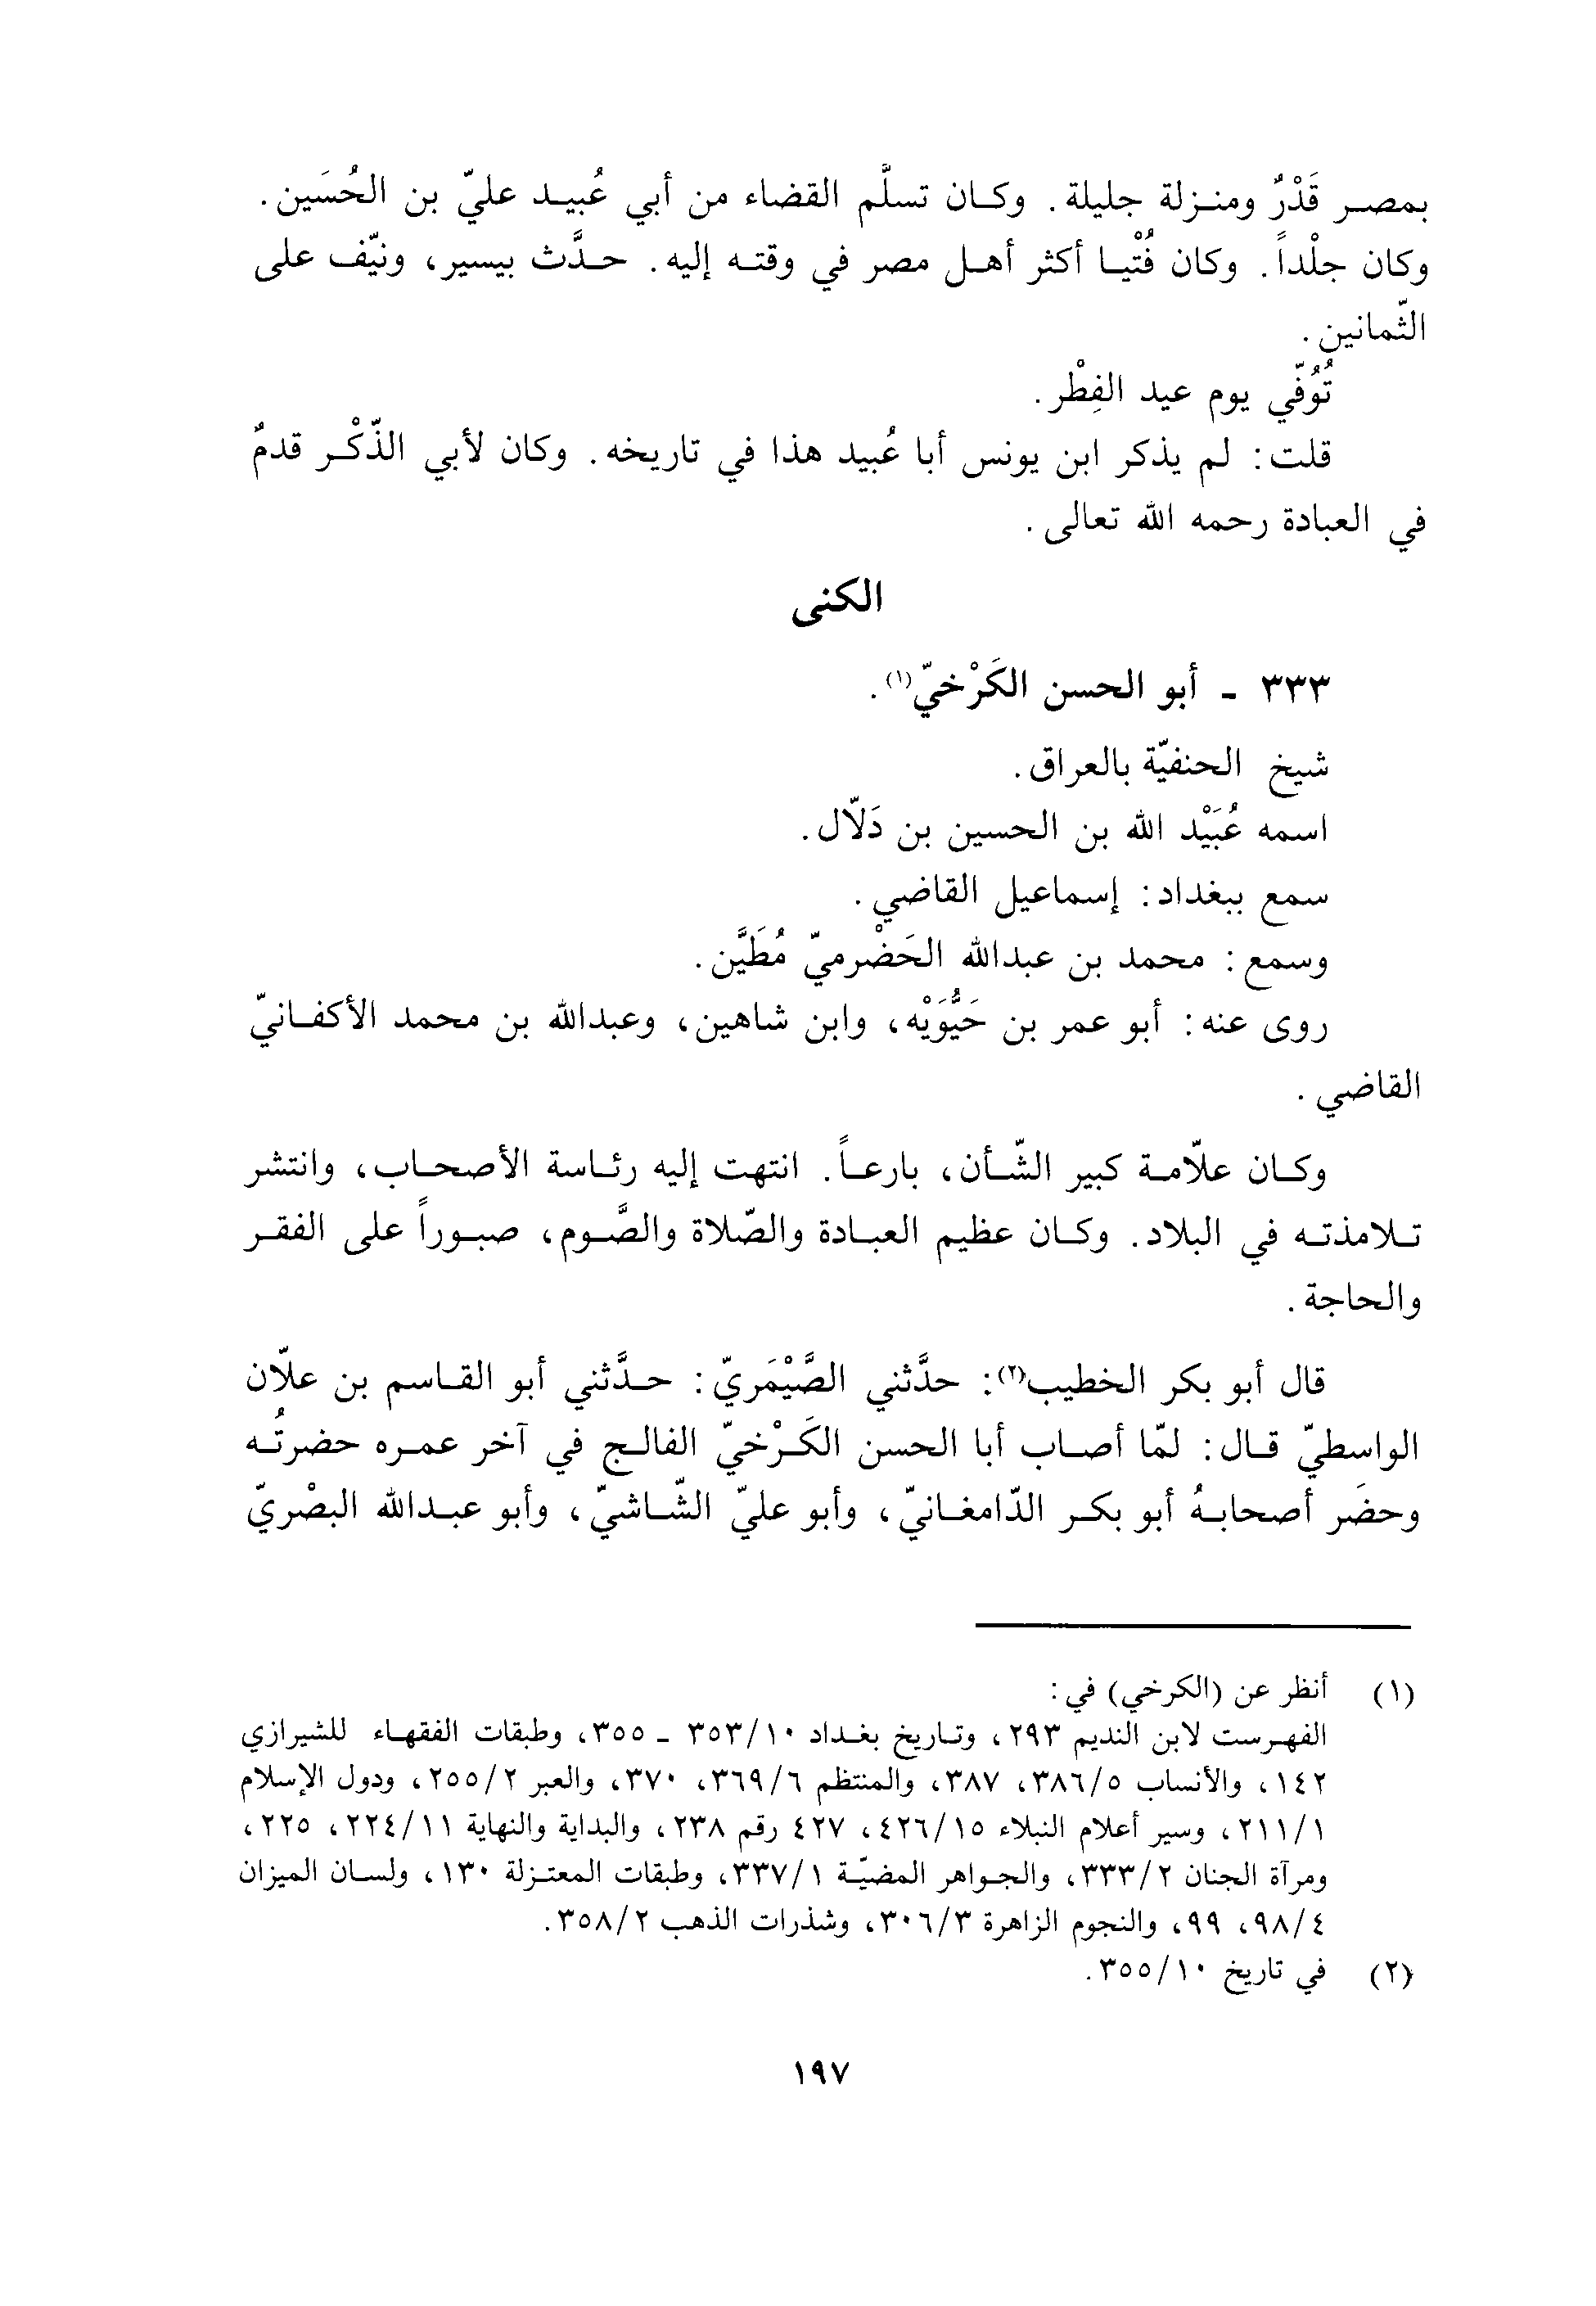 بمصر قَدْرٌ ومنزلة جليلة. وكان تسلَّم القضاء من أبي عُبيد عليّ بن الحُسَين.
وكان جلْداً. وكان فُتْيا أكثر أهل مصر في وقته إليه. حدَّث بيسير، ونيّف على
الثّمانين.
تُوُفّي يوم عيد الفِطْر.
قلت: لم يذكر ابن يونس أبا عُبيد هذا في تاريخه. وكان لأبي الذّكْر قدمٌ
في العبادة رحمه الله تعالى.
الكنى
٣٣٣ - أبو الحسن الكَرْخيّ(١).
شيخ الحنفيّة بالعراق.
اسمه عُبَيْد الله بن الحسين بن دَلّال.
سمع ببغداد: إسماعيل القاضي.
وسمع: محمد بن عبدالله الحَضْرميّ مُطَيَّن.
روى عنه: أبو عمر بن حَيُّوَيْه، وابن شاهين، وعبدالله بن محمد الأكفانيّ
القاضي.
وكان علّامة كبير الشّأن، بارعاً. انتهت إليه رئاسة الأصحاب، وانتشر
تلامذته في البلاد. وكان عظيم العبادة والصّلاة والصَّوم، صبوراً على الفقر
والحاجة.
قال أبو بكر الخطيب(٢): حدَّثني الصَّيْمَريّ: حدَّثني أبو القاسم بن علّان
الواسطيّ قال: لمّا أصاب أبا الحسن الكَرْخيّ الفالج في آخر عمره حضرتُه
وحضَر أصحابهُ أبو بكر الدّامغانيّ، وأبو عليّ الشّاشيّ، وأبو عبدالله البصْريّ
(١) أنظر عن (الكرخي) في:
الفهرست لابن النديم ٢٩٣، وتاريخ بغداد ١٠/٣٥٣ - ٣٥٥، وطبقات الفقهاء للشيرازي
١٤٢، والأنساب ٥/٣٨٦، ٣٨٧، والمنتظم ٦/٣٦٩، ٣٧٠، والعبر ٢/٢٥٥، ودول الإسلام
١/٢١١، وسير أعلام النبلاء ١٥/٤٢٦، ٤٢٧ رقم ٢٣٨، والبداية والنهاية ١١/٢٢٤، ٢٢٥،
ومرآة الجنان ٢/٣٣٣، والجواهر المضيّة ١/٣٣٧، وطبقات المعتزلة ١٣٠، ولسان الميزان
٤/٩٨، ٩٩، والنجوم الزاهرة ٣/٣٠٦، وشذرات الذهب ٢/٣٥٨.
(٢) في تاريخ ١٠/٣٥٥.
١٩٧